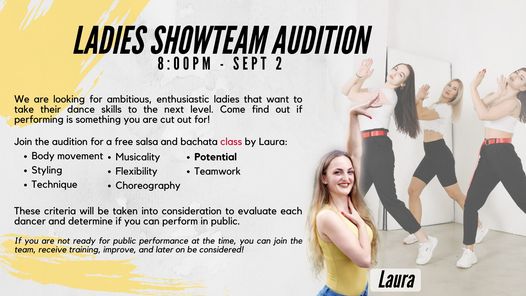 LADIES SHOWTEAM AUDITION
8:00PM - SEPT 2
We are looking for ambitious, enthusiastic ladies that want to
take their dance skills to the next level. Come find out if
performing is something you are cut out for!
Join the audition for a free salsa and bachata class by Laura:
• Body movement • Musicality • Potential
• Styling • Flexibility • Teamwork
• Technique • Choreography
These criteria will be taken into consideration to evaluate each
dancer and determine if you can perform in public.
If you are not ready for public performance at the time, you can join the
team, receive training, improve, and later on be considered!
Laura